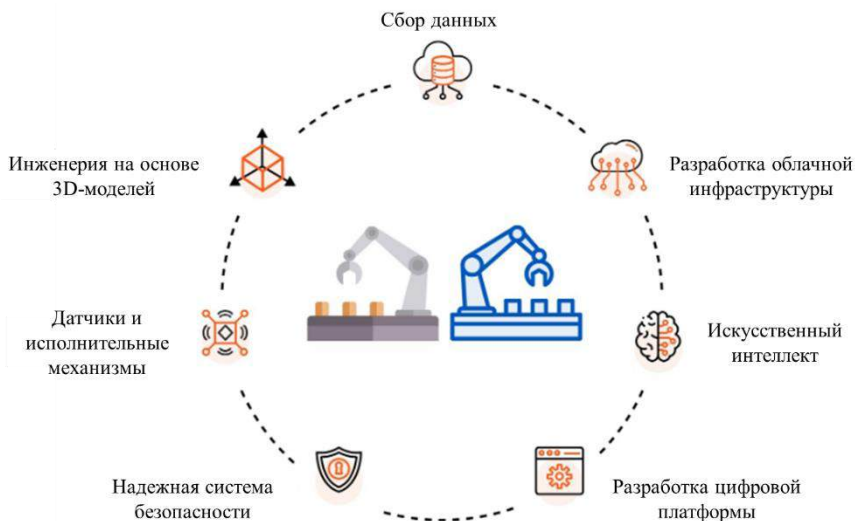 Сбор данных
Инженерия на основе
3D-моделей
Разработка облачной
инфраструктуры
Датчики и
исполнительные
механизмы
Искусственный
интеллект
Надежная система
безопасности
Разработка цифровой
платформы